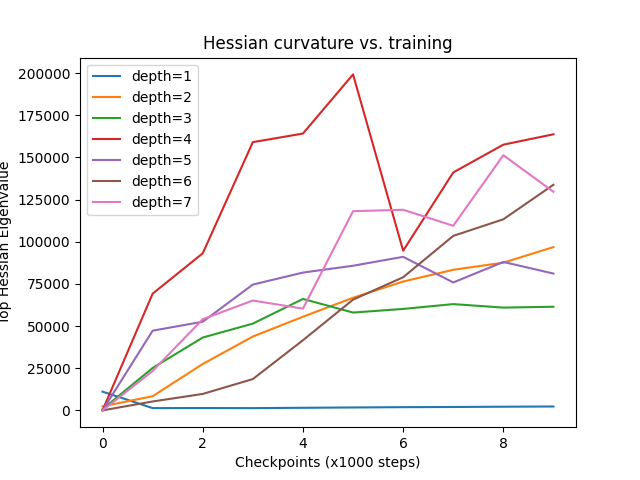 Hessian curvature vs. training
Top Hessian Eigenvalue
200000
175000
150000
125000
100000
75000
50000
25000
0
depth=1
depth=2
depth=3
depth=4
depth=5
depth=6
depth=7
0 2 4 6 8
Checkpoints (x1000 steps)